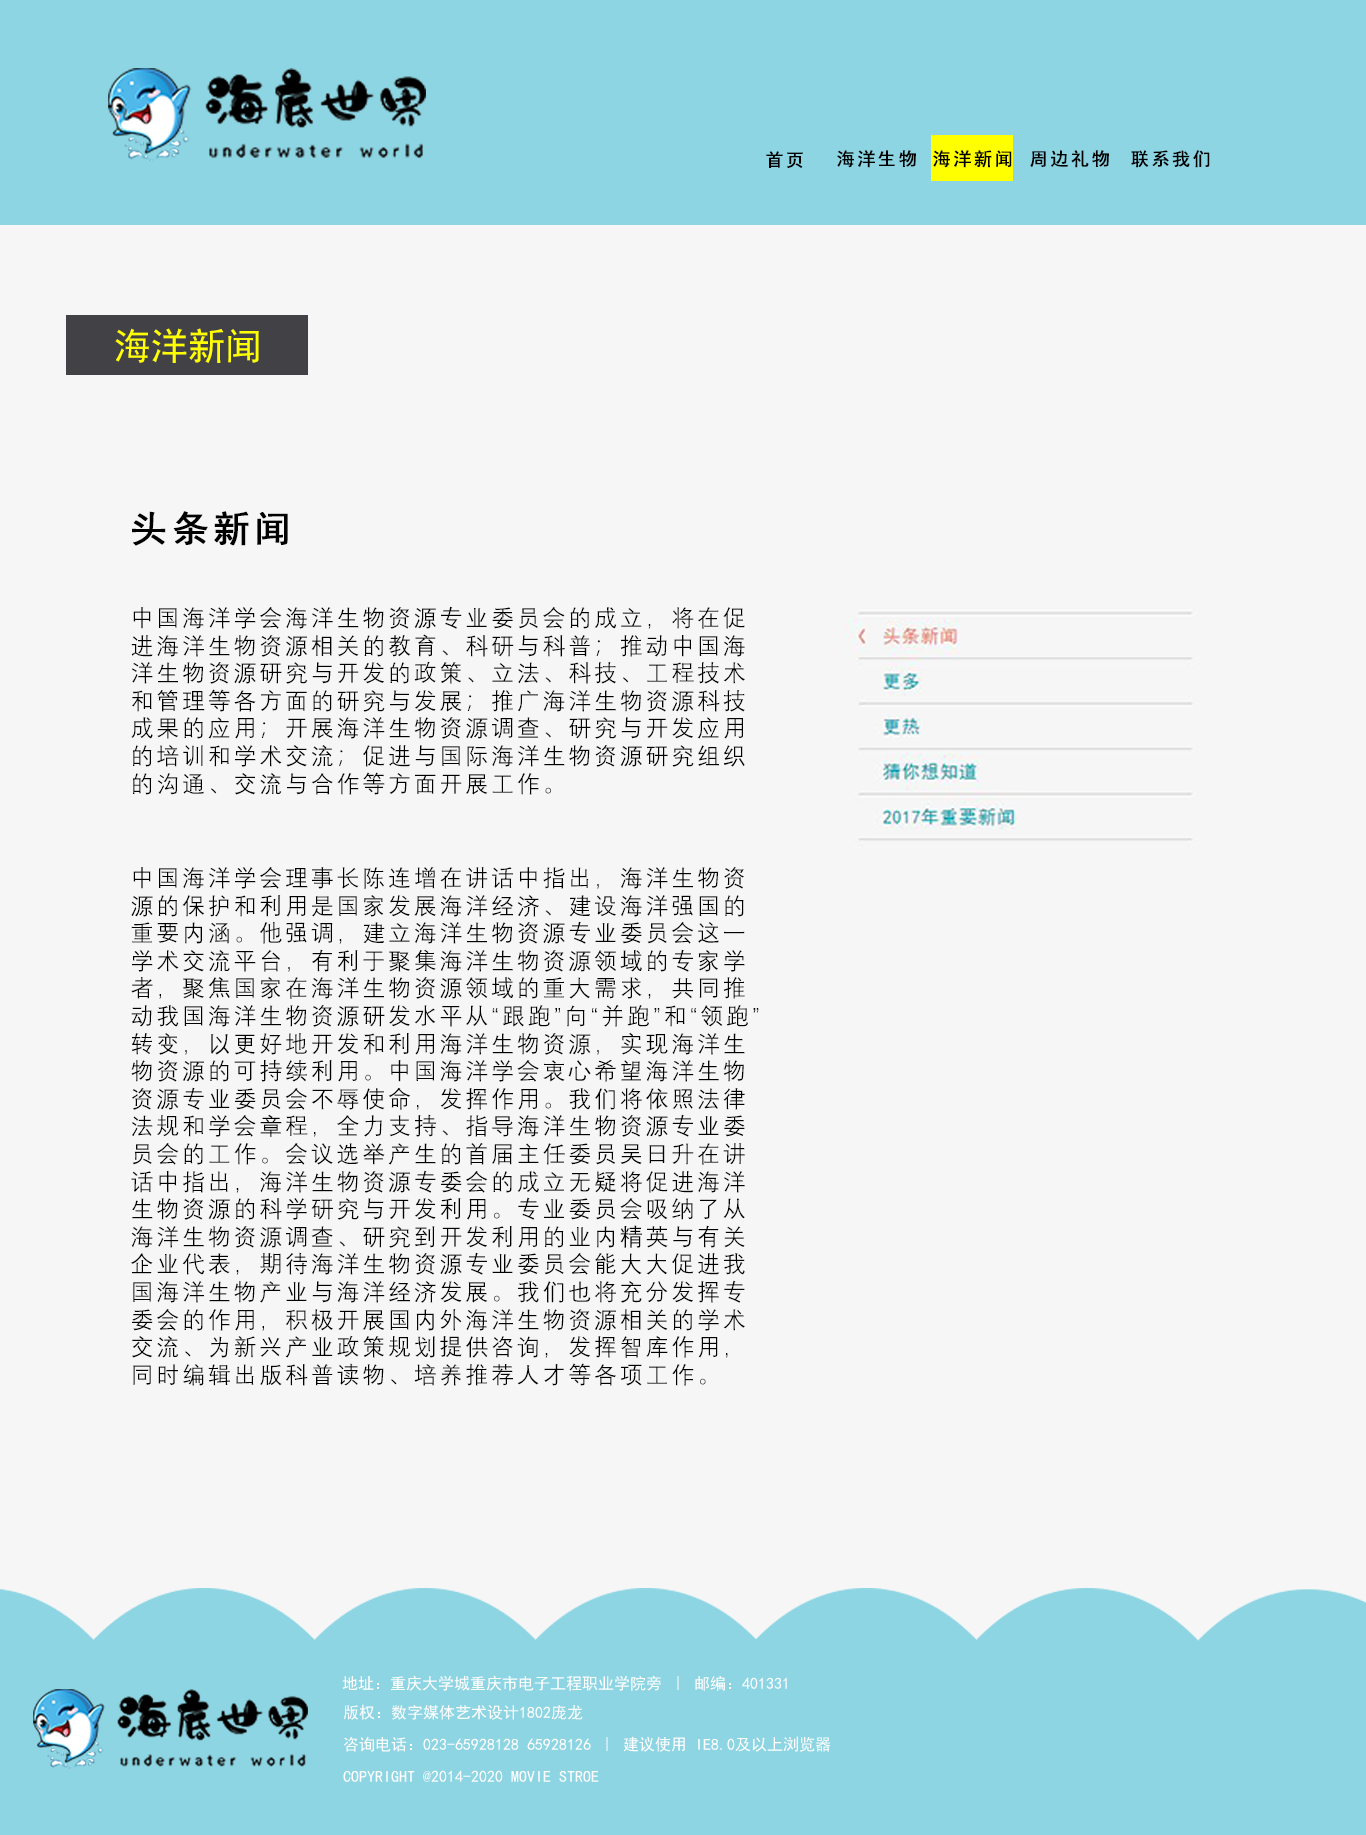 海底世界
underwater world
首页 海洋生物 海洋新闻 周边礼物 联系我们
海洋新闻
头条新闻
中国海洋学会海洋生物资源专业委员会的成立，将在促
进海洋生物资源相关的教育、科研与科普；推动中国海
洋生物资源研究与开发的政策、立法、科技、工程技术
和管理等各方面的研究与发展；推广海洋生物资源科技
成果的应用；开展海洋生物资源调查、研究与开发应用
的培训和学术交流；促进与国际海洋生物资源研究组织
的沟通、交流与合作等方面开展工作。
中国海洋学会理事长陈连增在讲话中指出，海洋生物资
源的保护和利用是国家发展海洋经济、建设海洋强国的
重要内涵。他强调，建立海洋生物资源专业委员会这一
学术交流平台，有利于聚集海洋生物资源领域的专家学
者，聚焦国家在海洋生物资源领域的重大需求，共同推
动我国海洋生物资源研发水平从“跟跑”向“并跑”和“领跑”
转变，以更好地开发和利用海洋生物资源，实现海洋生
物资源的可持续利用。中国海洋学会衷心希望海洋生物
资源专业委员会不辱使命，发挥作用。我们将依照法律
法规和学会章程，全力支持、指导海洋生物资源专业委
员会的工作。会议选举产生的首届主任委员吴日升在讲
话中指出，海洋生物资源专委会的成立无疑将促进海洋
生物资源的科学研究与开发利用。专业委员会吸纳了从
海洋生物资源调查、研究到开发利用的业内精英与有关
企业代表，期待海洋生物资源专业委员会能大大促进我
国海洋生物产业与海洋经济发展。我们也将充分发挥专
委会的作用，积极开展国内外海洋生物资源相关的学术
交流、为新兴产业政策规划提供咨询，发挥智库作用，
同时编辑出版科普读物、培养推荐人才等各项工作。
头条新闻
更多
更热
猜你想知道
2017年重要新闻
海底世界
underwater world
地址：重庆大学城重庆市电子工程职业学院旁 | 邮编：401331
版权：数字媒体艺术设计1802庞龙
咨询电话：023-65928128 65928126 | 建议使用 IE8.0及以上浏览器
COPYRIGHT @2014-2020 MOVIE STROE